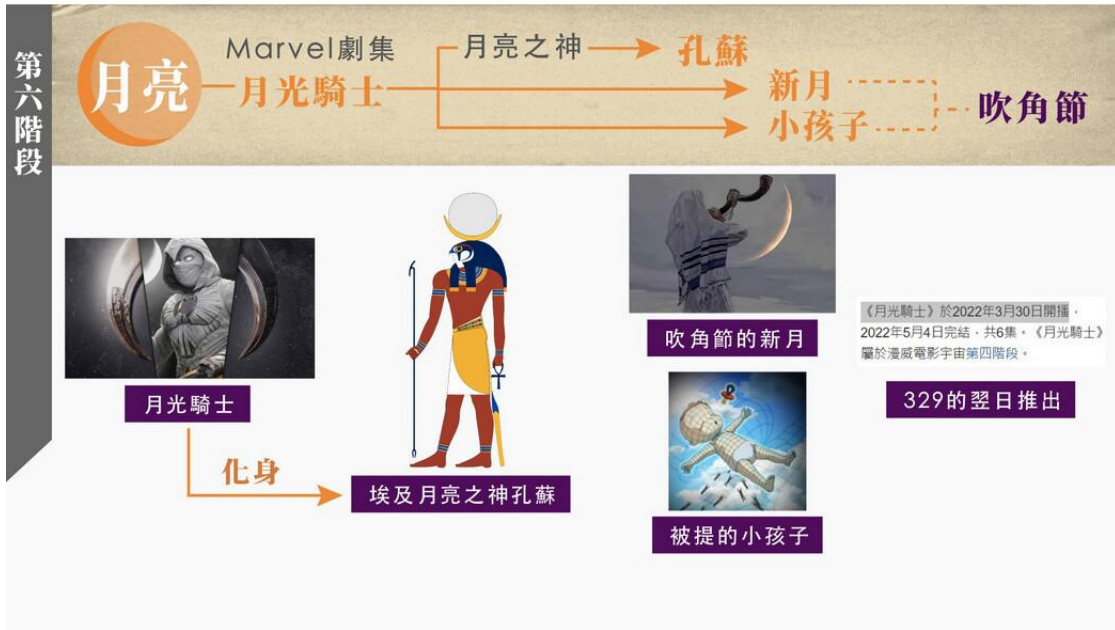 第六階段
月亮
Marvel劇集
月光騎士
月亮之神
孔蘇
新月
小孩子
吹角節
月光騎士
化身
埃及月亮之神孔蘇
吹角節的新月
被提的小孩子
《月光騎士》於2022年3月30日開播，
2022年5月4日完結，共6集。《月光騎士》
屬於漫威電影宇宙第四階段。
329的翌日推出